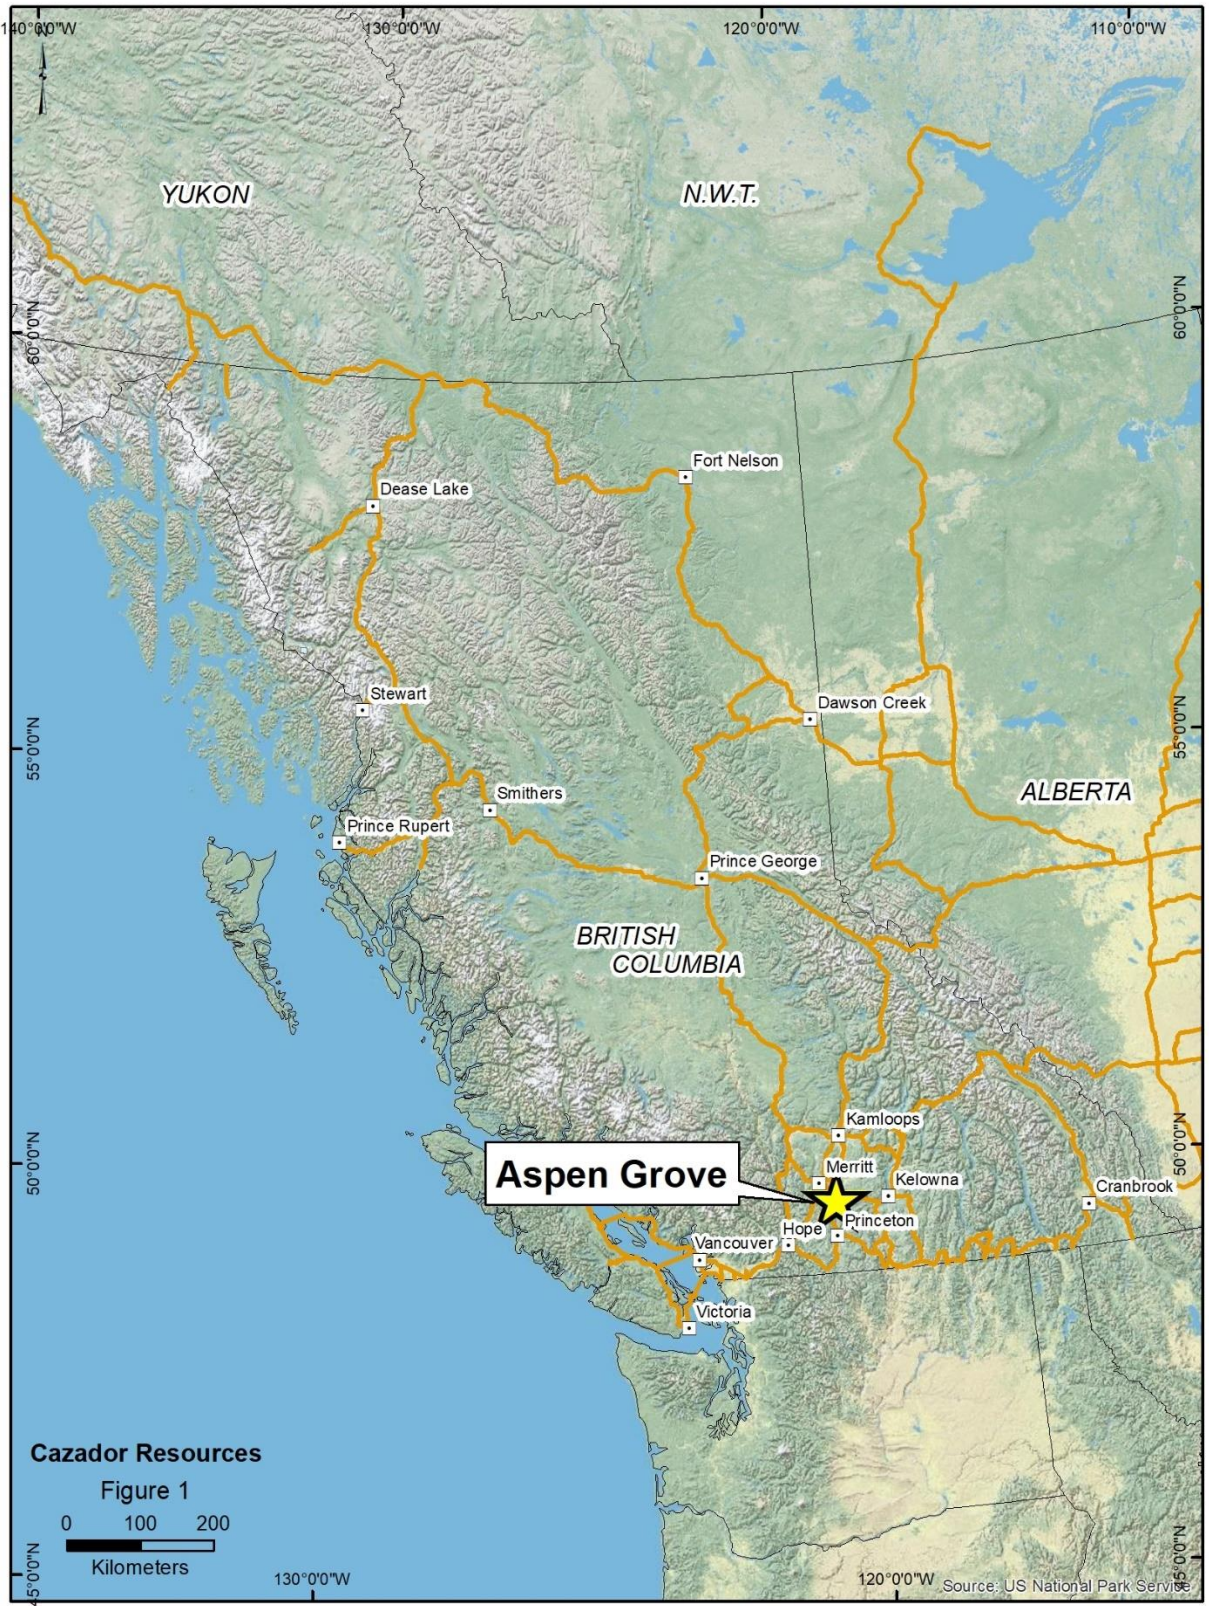 140°0'0"W
130°0'0"W
120°0'0"W
110°0'0"W
N
YUKON
N.W.T.
60°0'0"N
60°0'0"N
Fort Nelson
Dease Lake
Stewart
Dawson Creek
55°0'0"N
55°0'0"N
Smithers
ALBERTA
Prince Rupert
Prince George
BRITISH
COLUMBIA
Kamloops
50°0'0"N
50°0'0"N
Aspen Grove
Merritt
Kelowna
Cranbrook
Hope
Princeton
Vancouver
Victoria
Cazador Resources
Figure 1
0 100 200
Kilometers
45°0'0"N
130°0'0"W
120°0'0"W
45°0'0"N
Source: US National Park Service